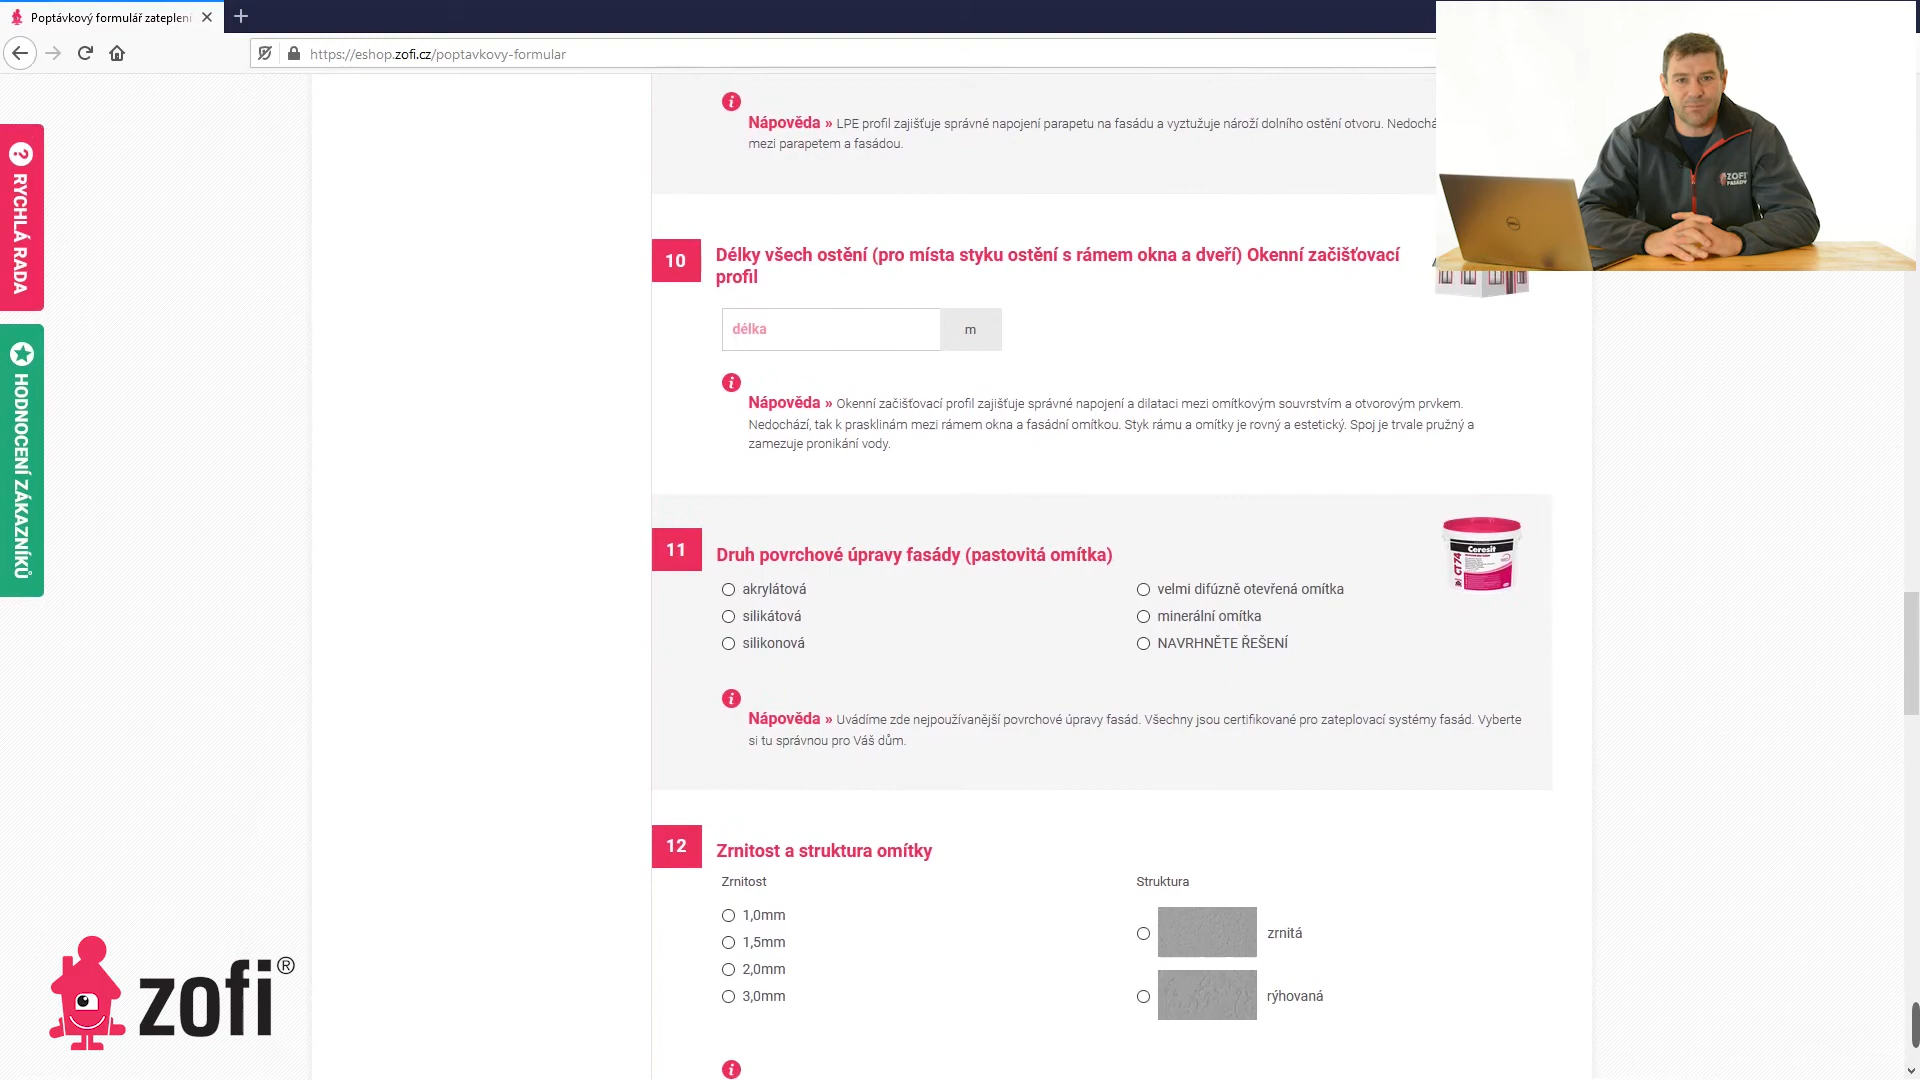 Poptávkový formulář zateplení
https://eshop.zofi.cz/poptavkovy-formular
RYCHLÁ RADA
HODNOCENÍ ZÁKAZNÍKŮ
Nápověda » LPE profil zajišťuje správné napojení parapetu na fasádu a vyztužuje nároží dolního ostění otvoru.
mezi parapetem a fasádou.
ZOFI
FASÁDY
10
Délky všech ostění (pro místa styku ostění s rámem okna a dveří) Okenní začišťovací
profil
délka
m
Nápověda » Okenní začišťovací profil zajišťuje správné napojení a dilataci mezi omítkovým souvrstvím a otvorovým prvkem.
Nedochází, tak k prasklinám mezi rámem okna a fasádní omítkou. Styk rámu a omítky je rovný a estetický. Spoj je trvale pružný a
zamezuje pronikání vody.
11
Druh povrchové úpravy fasády (pastovitá omítka)
akrylátová
velmi difúzně otevřená omítka
silikátová
minerální omítka
silikonová
NAVRHNĚTE ŘEŠENÍ
Ceresit
CT 74
Nápověda » Uvádíme zde nejpoužívanější povrchové úpravy fasád. Všechny jsou certifikované pro zateplovací systémy fasád. Vyberte
si tu správnou pro Váš dům.
12
Zrnitost a struktura omítky
Zrnitost
Struktura
1,0mm
1,5mm
2,0mm
3,0mm
zrnitá
rýhovaná
zofi®